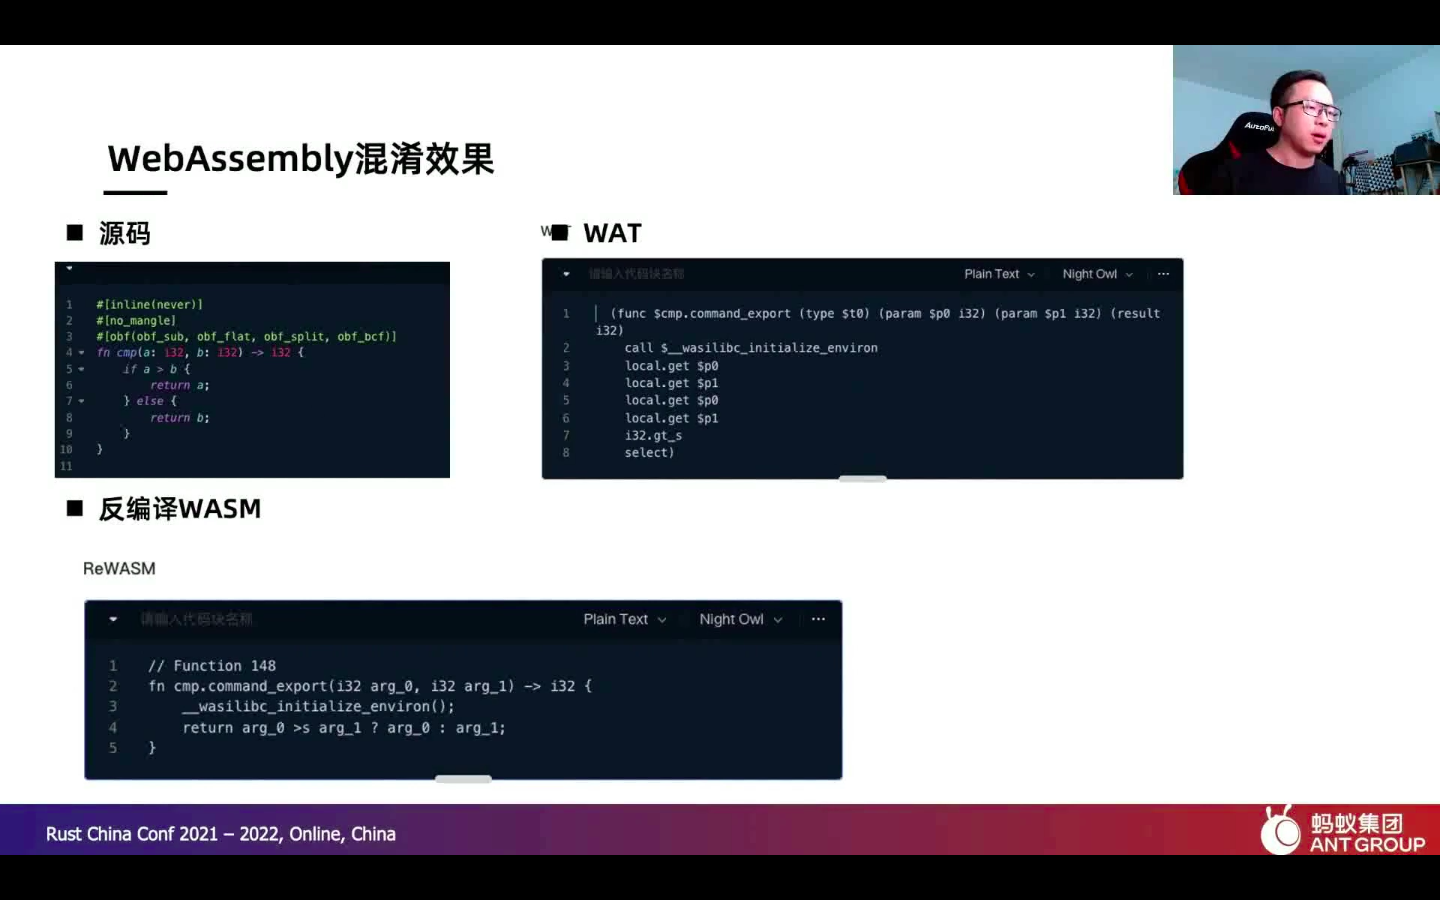 WebAssembly混淆效果
源码
1 #[inline(never)]
2 #[no_mangle]
3 #[obf(obf_sub, obf_flat, obf_split, obf_bcf)]
4 fn cmp(a: i32, b: i32) -> i32 {
5 if a > b {
6 return a;
7 } else {
8 return b;
9 }
10 }
11
WAT
请输入代码块名称 Plain Text Night Owl ...
1 (func $cmp.command_export (type $t0) (param $p0 i32) (param $p1 i32) (result
i32)
2 call $__wasilibc_initialize_environ
3 local.get $p0
4 local.get $p1
5 local.get $p0
6 local.get $p1
7 i32.gt_s
8 select)
反编译WASM
ReWASM
请输入代码块名称 Plain Text Night Owl ...
1 // Function 148
2 fn cmp.command_export(i32 arg_0, i32 arg_1) -> i32 {
3 __wasilibc_initialize_environ();
4 return arg_0 >s arg_1 ? arg_0 : arg_1;
5 }
Rust China Conf 2021 – 2022, Online, China
蚂蚁集团
ANT GROUP